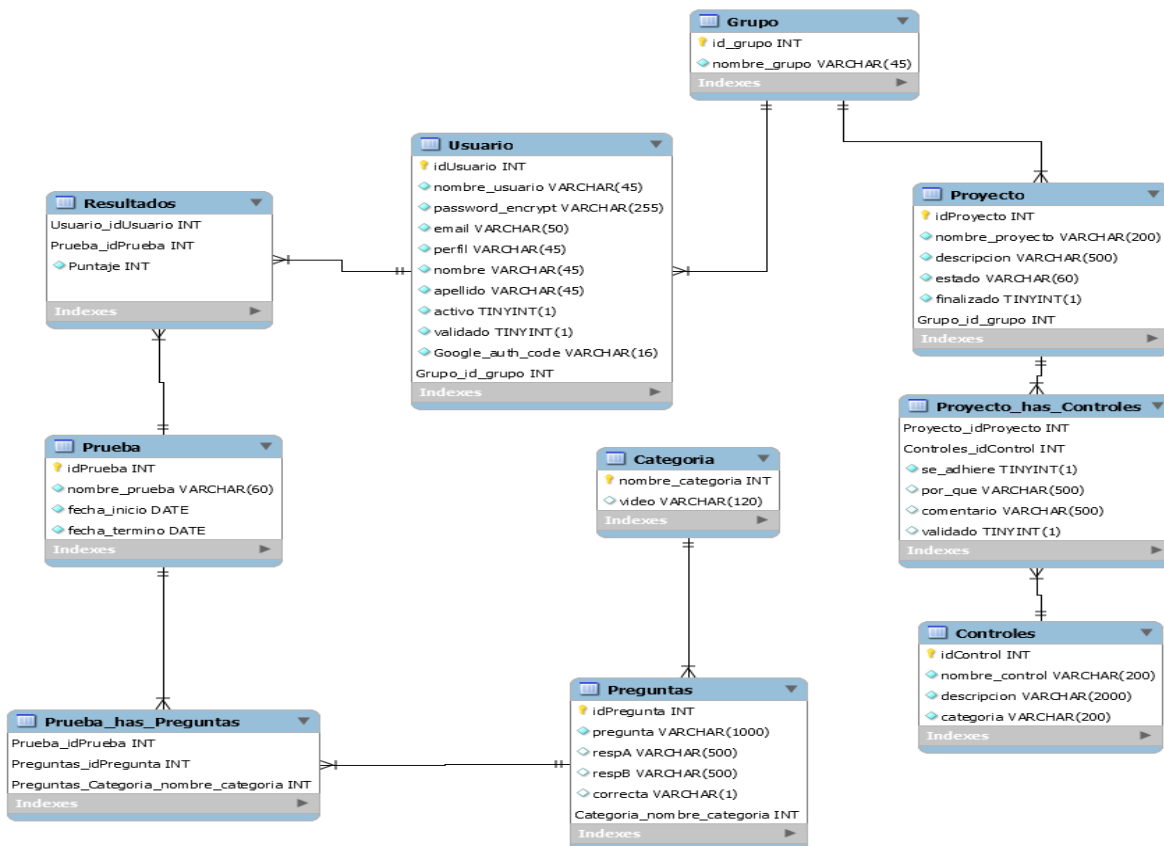 Grupo
id_grupo INT
nombre_grupo VARCHAR(45)
Indexes
Usuario
idUsuario INT
nombre_usuario VARCHAR(45)
password_encrypt VARCHAR(255)
email VARCHAR(50)
perfil VARCHAR(45)
nombre VARCHAR(45)
apellido VARCHAR(45)
activo TINYINT(1)
validado TINYINT(1)
Google_auth_code VARCHAR(16)
Grupo_id_grupo INT
Indexes
Resultados
Usuario_idUsuario INT
Prueba_idPrueba INT
Puntaje INT
Indexes
Proyecto
idProyecto INT
nombre_proyecto VARCHAR(200)
descripcion VARCHAR(500)
estado VARCHAR(60)
finalizado TINYINT(1)
Grupo_id_grupo INT
Indexes
Proyecto_has_Controles
Proyecto_idProyecto INT
Controles_idControl INT
se_adhiere TINYINT(1)
por_que VARCHAR(500)
comentario VARCHAR(500)
validado TINYINT(1)
Indexes
Prueba
idPrueba INT
nombre_prueba VARCHAR(60)
fecha_inicio DATE
fecha_termino DATE
Indexes
Categoria
nombre_categoria INT
video VARCHAR(120)
Indexes
Controles
idControl INT
nombre_control VARCHAR(200)
descripcion VARCHAR(2000)
categoria VARCHAR(200)
Indexes
Prueba_has_Preguntas
Prueba_idPrueba INT
Preguntas_idPregunta INT
Preguntas_Categoria_nombre_categoria INT
Indexes
Preguntas
idPregunta INT
pregunta VARCHAR(1000)
respA VARCHAR(500)
respB VARCHAR(500)
correcta VARCHAR(1)
Categoria_nombre_categoria INT
Indexes